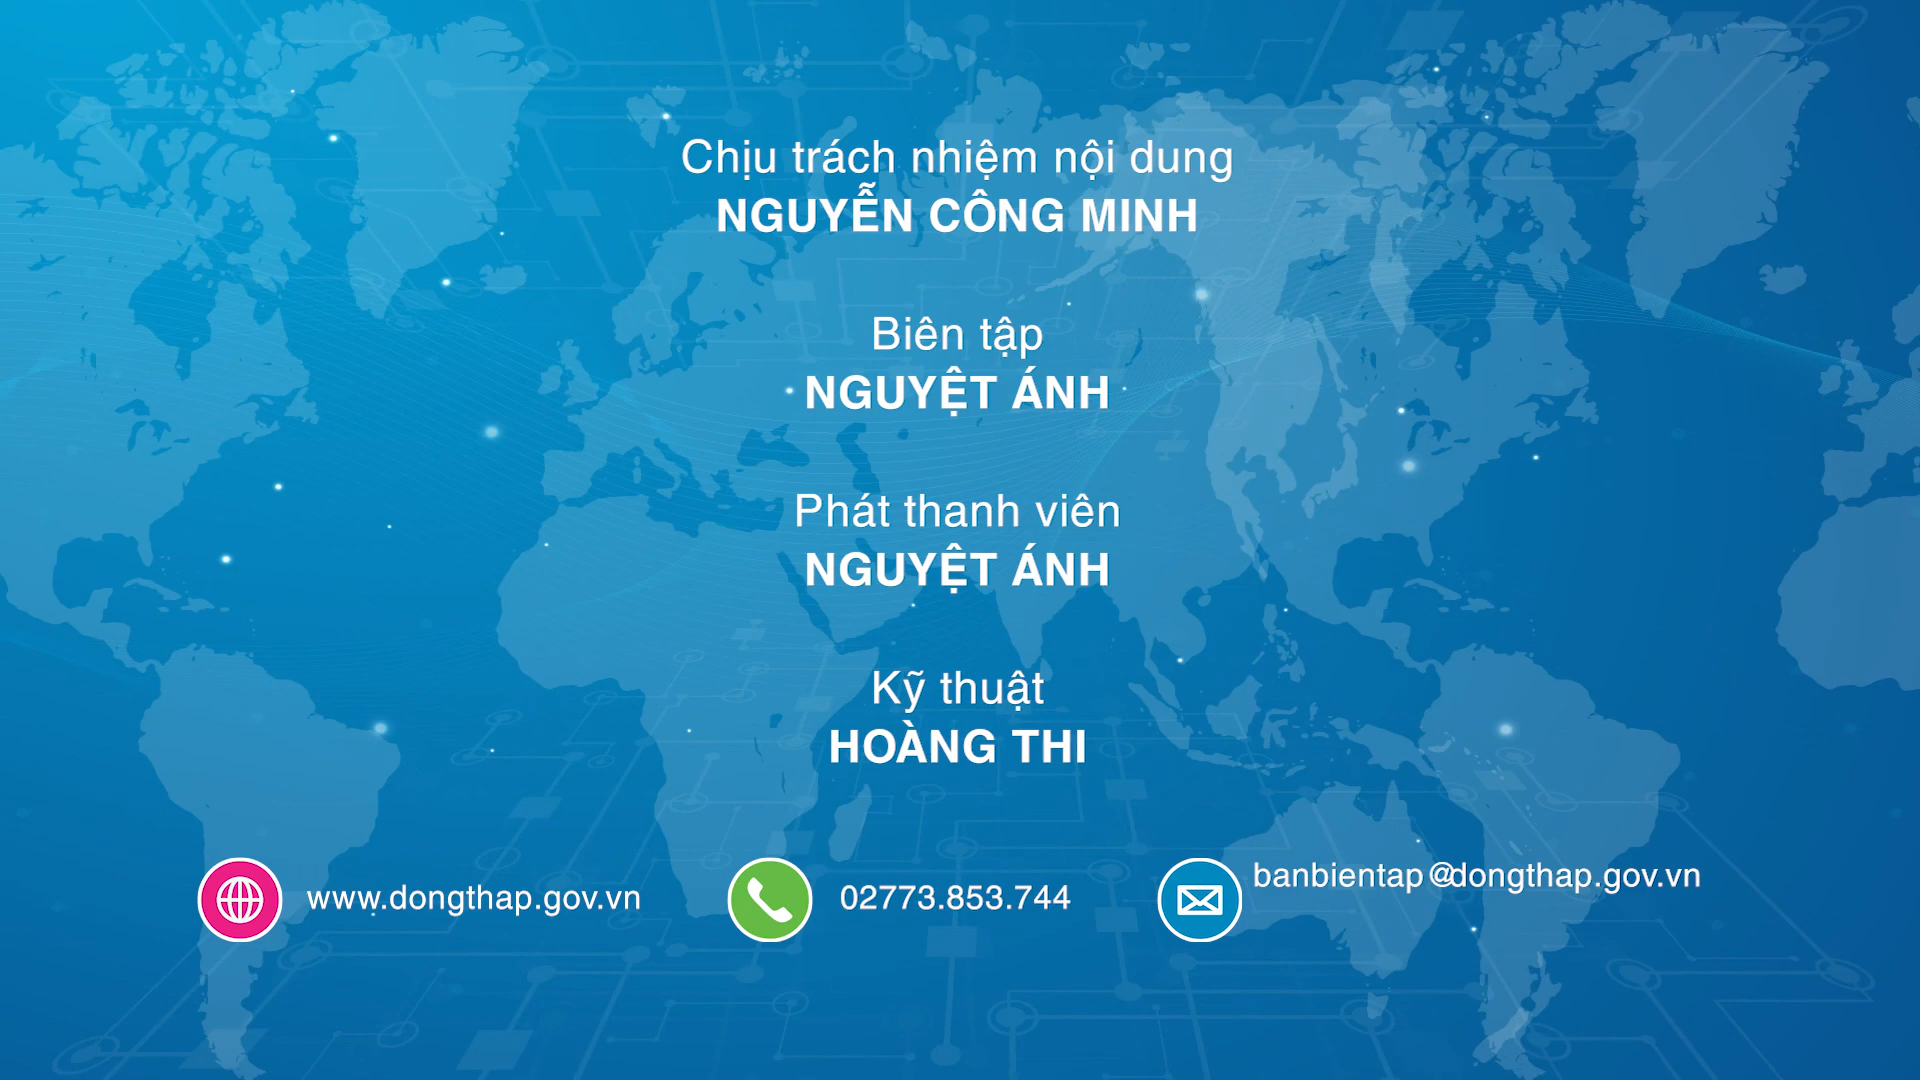 Chịu trách nhiệm nội dung
NGUYỄN CÔNG MINH
Biên tập
NGUYỆT ÁNH
Phát thanh viên
NGUYỆT ÁNH
Kỹ thuật
HOÀNG THI
www.dongthap.gov.vn
02773.853.744
banbientap@dongthap.gov.vn